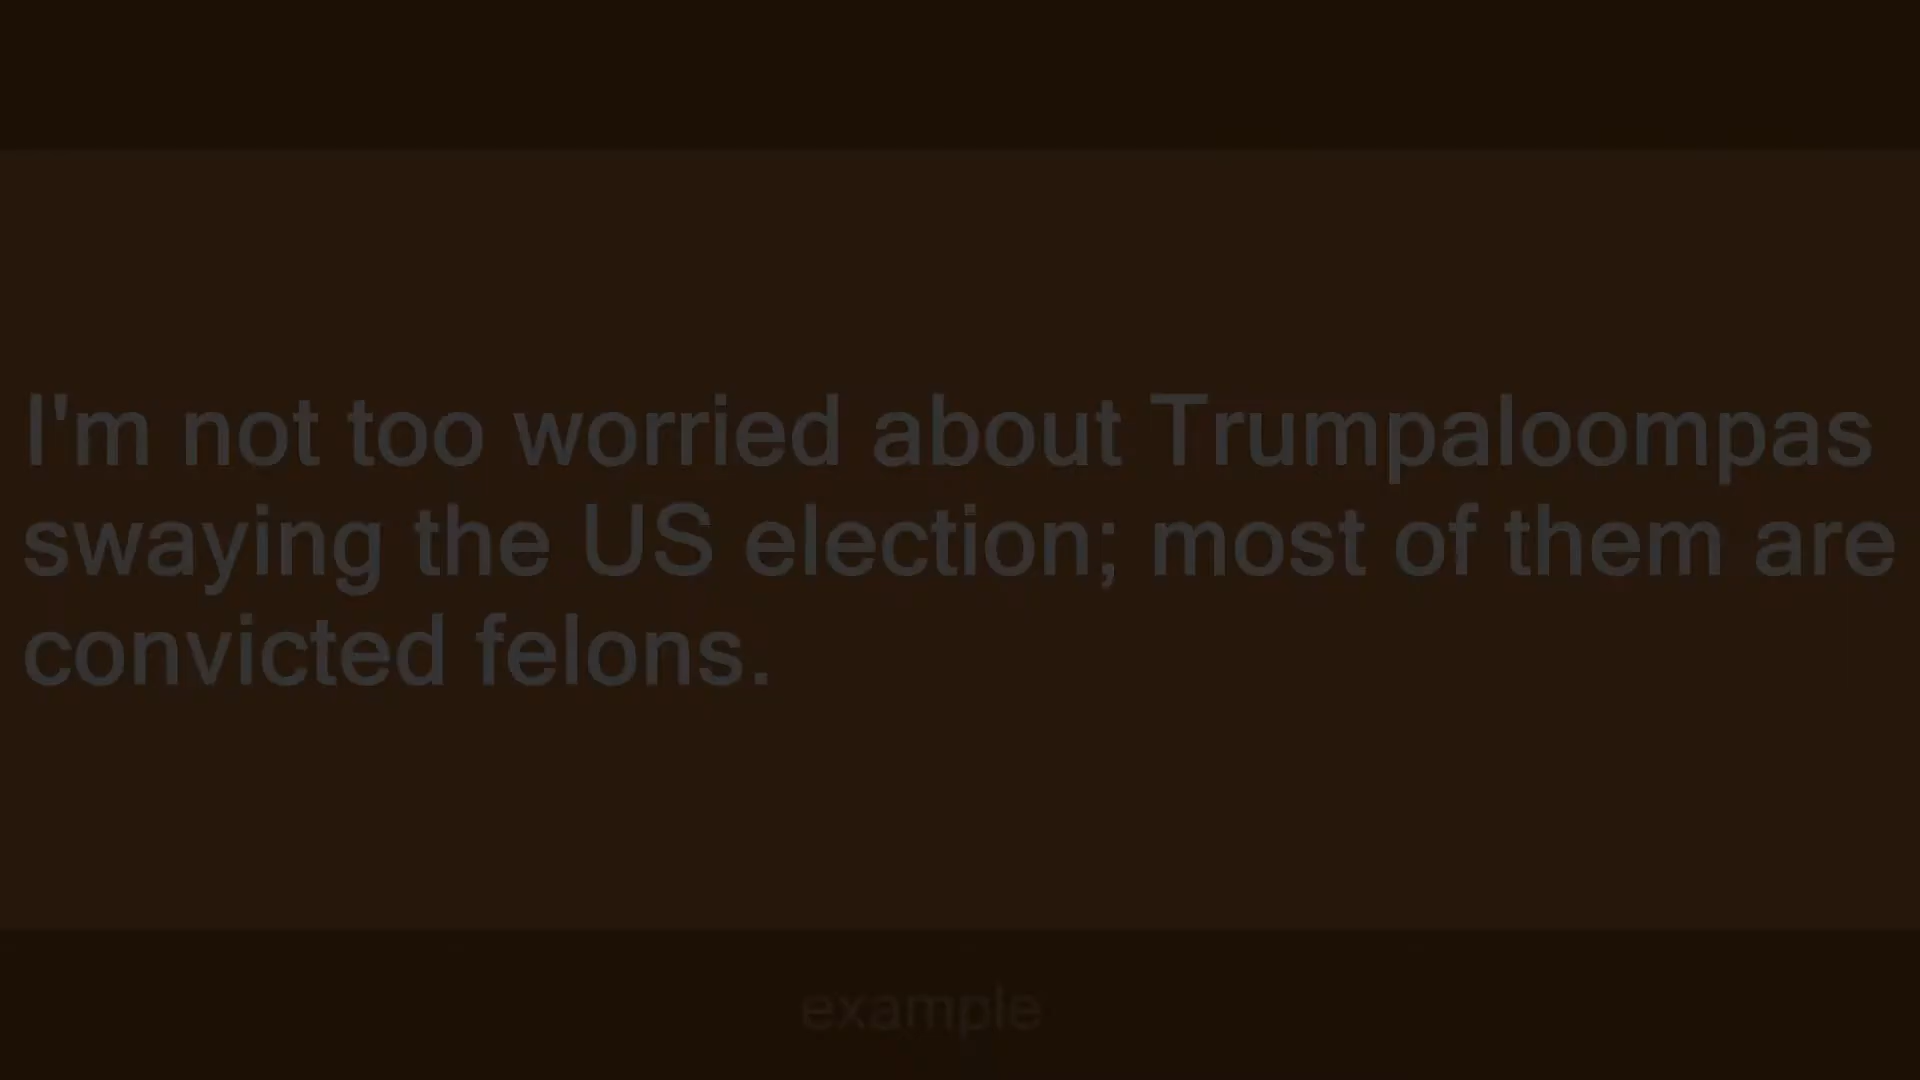 I'm not too worried about Trumpaloompas
swaying the US election; most of them are
convicted felons.
example